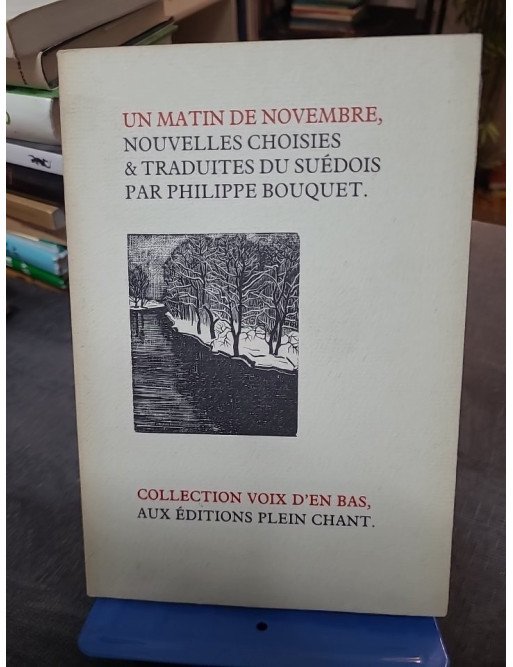 UN MATIN DE NOVEMBRE,
NOUVELLES CHOISIES
& TRADUITES DU SUÉDOIS
PAR PHILIPPE BOUQUET.
COLLECTION VOIX D'EN BAS,
AUX ÉDITIONS PLEIN CHANT.